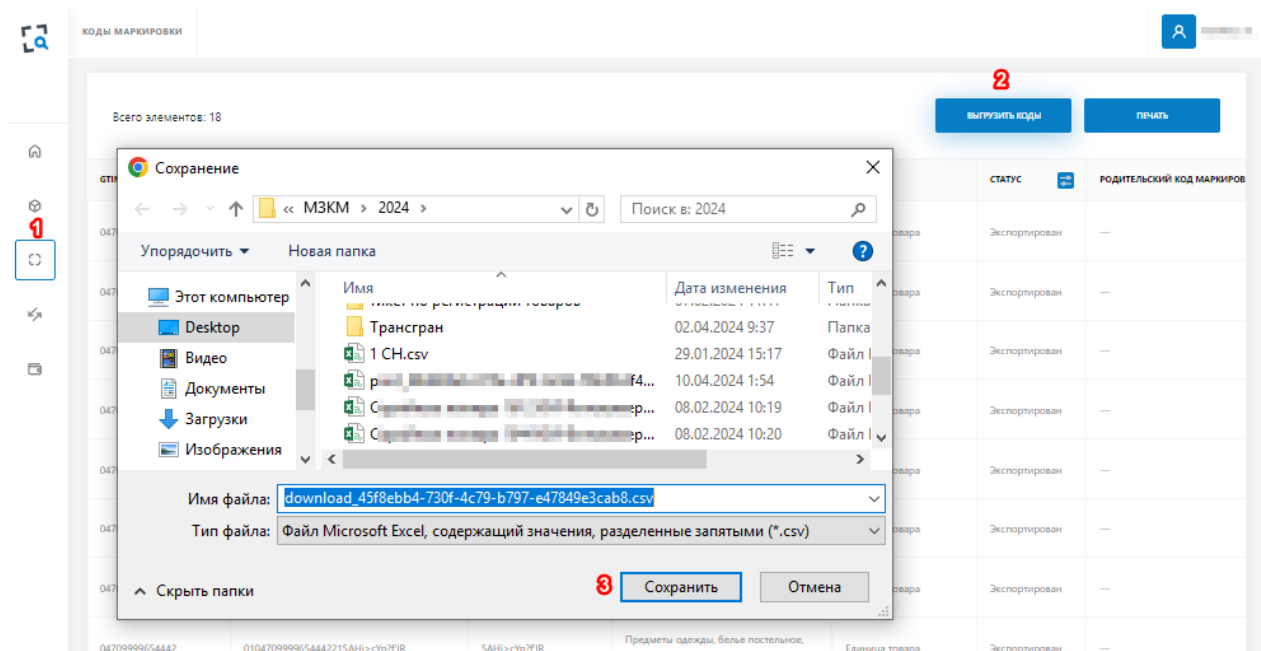 КОДЫ МАРКИРОВКИ
2
Всего элементов: 18
ВЫГРУЗИТЬ КОДЫ
ПЕЧАТЬ
Сохранение
GTIN
СТАТУС
РОДИТЕЛЬСКИЙ КОД МАРКИРОВ
« МЗКМ > 2024 >
Поиск в: 2024
1
Упорядочить
Новая папка
Имя
Дата изменения
Тип
Этот компьютер
Desktop
Видео
Документы
Загрузки
Изображения
Трансгран
02.04.2024 9:37
Папка
1 CH.csv
29.01.2024 15:17
Файл
10.04.2024 1:54
Файл
08.02.2024 10:19
Файл
08.02.2024 10:20
Файл
Экспортирован —
Экспортирован —
Экспортирован —
Экспортирован —
Экспортирован —
Экспортирован —
Экспортирован —
Имя файла: download_45f8ebb4-730f-4c79-b797-e47849e3cab8.csv
Тип файла: Файл Microsoft Excel, содержащий значения, разделенные запятыми (*.csv)
Скрыть папки
3
Сохранить
Отмена
04709999654442
Предметы одежды, белье постельное,
Единица товара
Экспортирован —